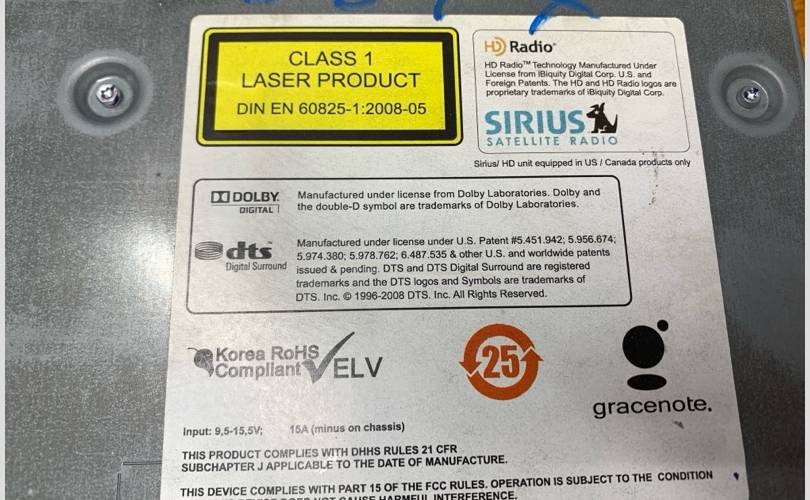 CLASS 1
LASER PRODUCT
DIN EN 60825-1:2008-05
HD Radio™
HD Radio™ Technology Manufactured Under
License from iBiquity Digital Corp. U.S. and
Foreign Patents. The HD and HD Radio logos are
proprietary trademarks of iBiquity Digital Corp.
SIRIUS
SATELLITE RADIO
Sirius/ HD unit equipped in US / Canada products only
DOLBY
DIGITAL
Manufactured under license from Dolby Laboratories. Dolby and
the double-D symbol are trademarks of Dolby Laboratories.
dts
Digital Surround
Manufactured under license under U.S. Patent #5.451.942; 5.956.674;
5.974.380; 5.978.762; 6.487.535 & other U.S. and worldwide patents
issued & pending. DTS and DTS Digital Surround are registered
trademarks and the DTS logos and Symbols are trademarks of
DTS. Inc. © 1996-2008 DTS. Inc. All Rights Reserved.
Korea RoHS
Compliant
ELV
25
gracenote.
Input: 9,5-15,5V; 15A (minus on chassis)
THIS PRODUCT COMPLIES WITH DHHS RULES 21 CFR
SUBCHAPTER J APPLICABLE TO THE DATE OF MANUFACTURE.
THIS DEVICE COMPLIES WITH PART 15 OF THE FCC RULES. OPERATION IS SUBJECT TO THE CONDITION
DEVICE DOES NOT CAUSE HARMFUL INTERFERENCE.